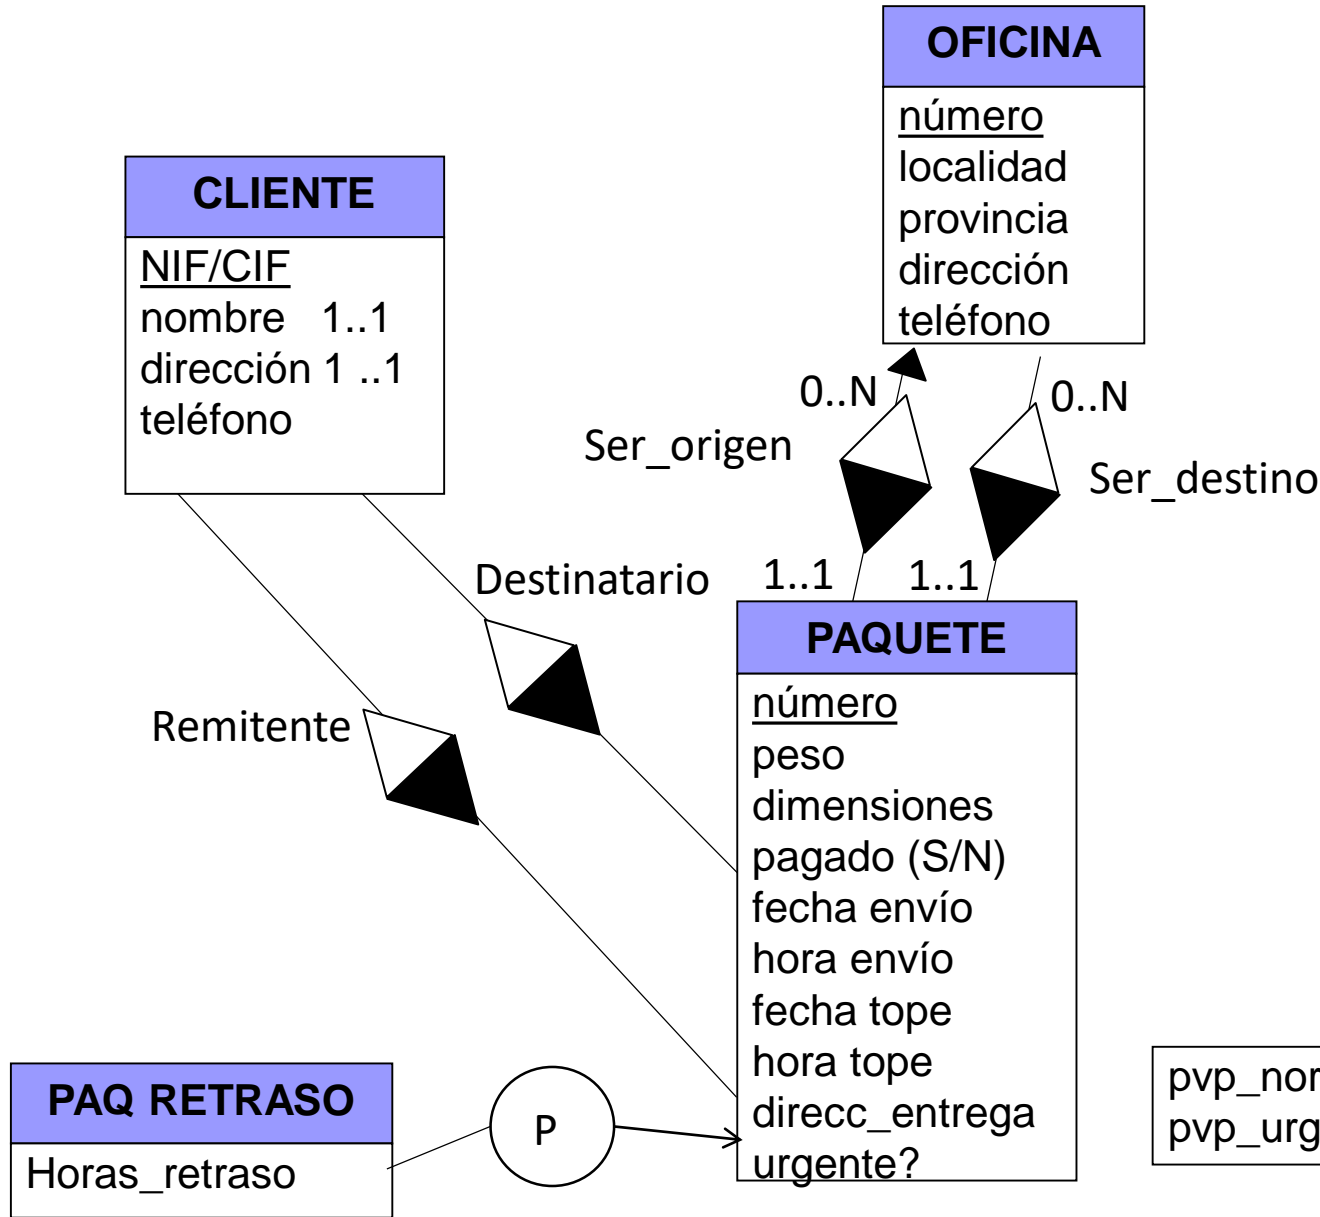 OFICINA
número
localidad
provincia
dirección
teléfono
CLIENTE
NIF/CIF
nombre 1..1
dirección 1 ..1
teléfono
0..N
0..N
Ser_origen
Ser_destino
Destinatario
1..1
1..1
Remitente
PAQUETE
número
peso
dimensiones
pagado (S/N)
fecha envío
hora envío
fecha tope
hora tope
direcc_entrega
urgente?
PAQ RETRASO
Horas_retraso
P
pvp_nor
pvp_urg